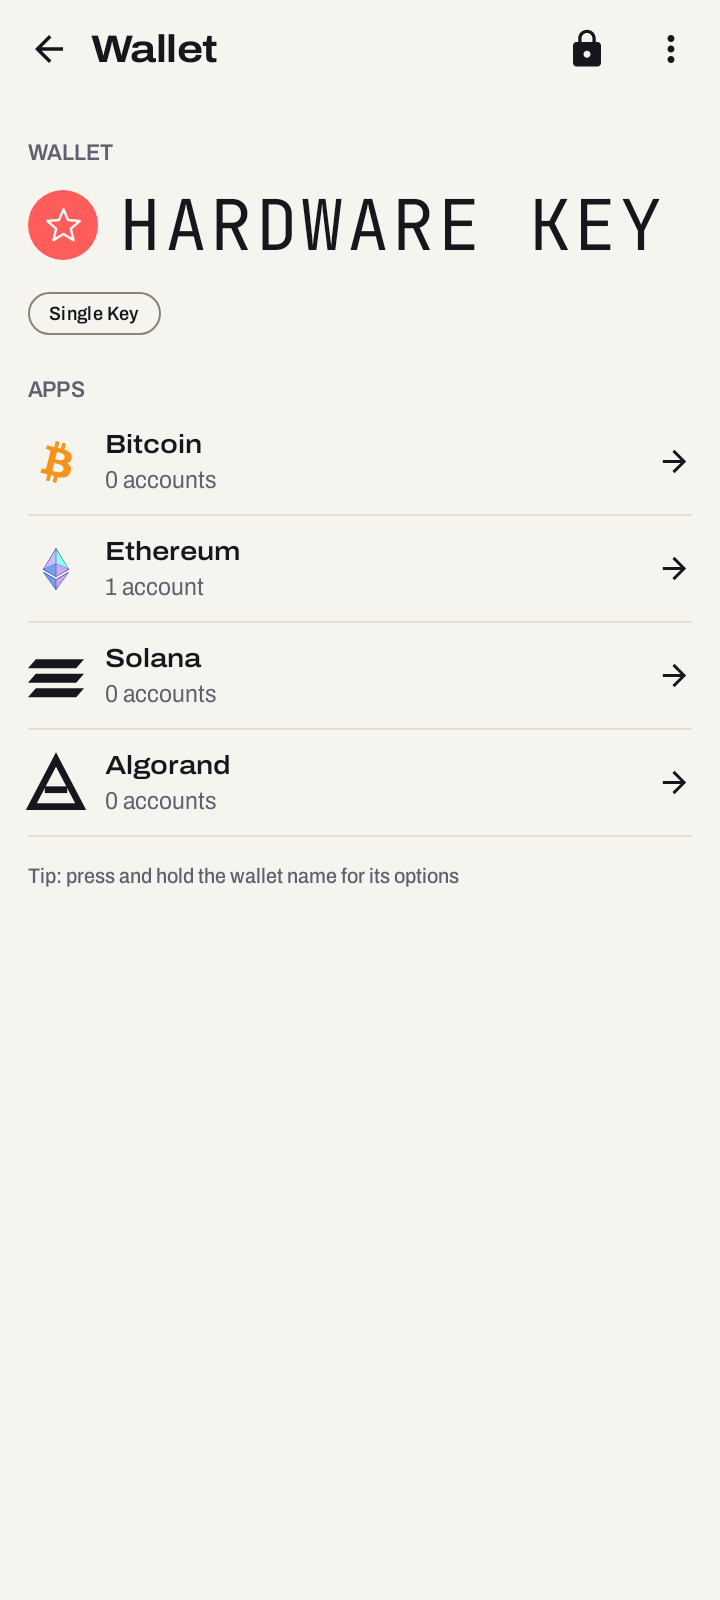 Wallet
WALLET
HARDWARE KEY
Single Key
APPS
Bitcoin
0 accounts
Ethereum
1 account
Solana
0 accounts
Algorand
0 accounts
Tip: press and hold the wallet name for its options